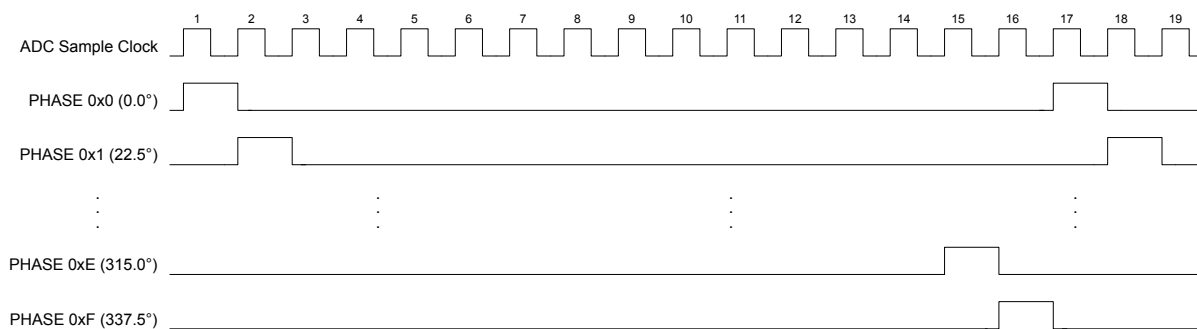 1 2 3 4 5 6 7 8 9 10 11 12 13 14 15 16 17 18 19
ADC Sample Clock
PHASE 0x0 (0.0°)
PHASE 0x1 (22.5°)
PHASE 0xE (315.0°)
PHASE 0xF (337.5°)